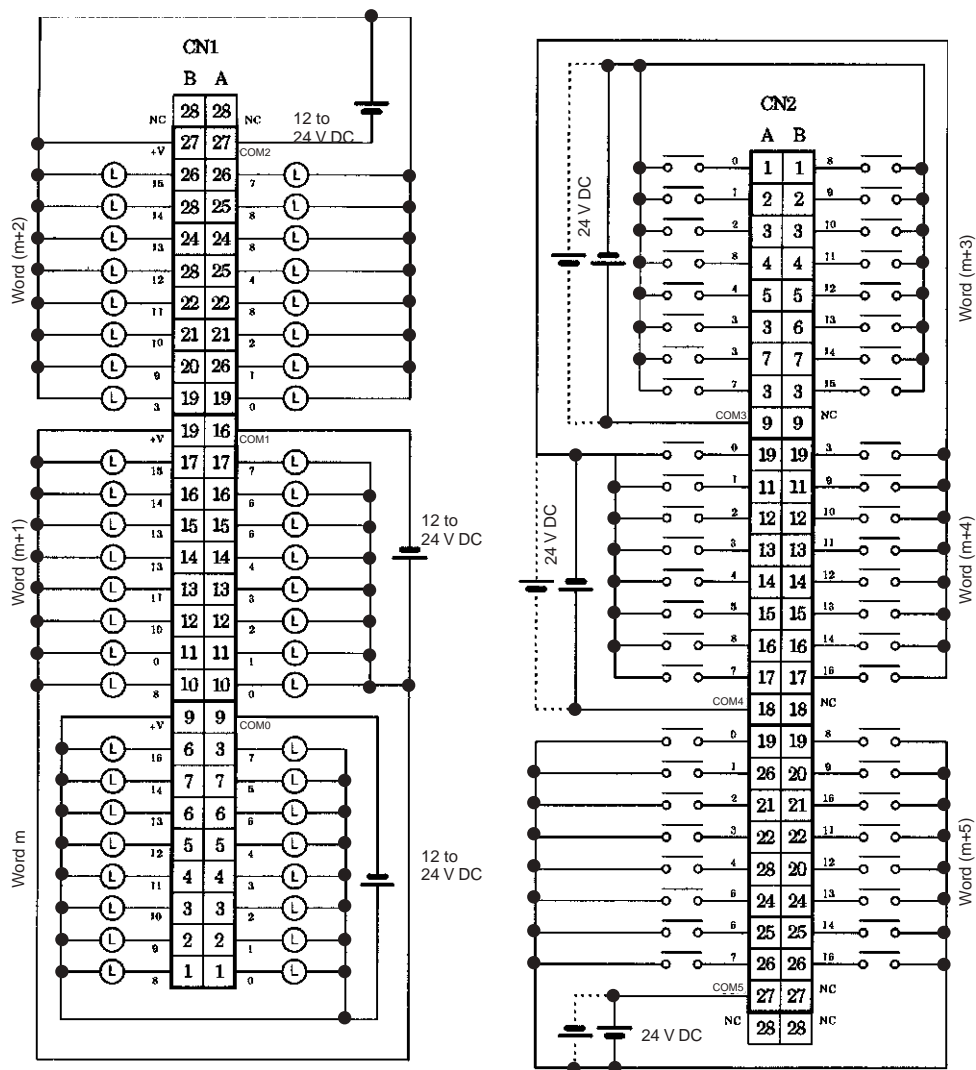 CN1
B A
NC 28 28 NC
12 to
24 V DC
+V 27 27 COM2
Word (m+2)
L 15 26 26 7 L
L 14 28 25 8 L
L 13 24 24 8 L
L 12 28 25 4 L
L 11 22 22 8 L
L 10 21 21 2 L
L 9 20 26 1 L
L 3 19 19 0 L
+V 19 16 COM1
Word (m+1)
L 15 17 17 7 L
L 14 16 16 6 L
L 13 15 15 5 L
L 13 14 14 4 L
L 11 13 13 3 L
L 10 12 12 2 L
L 0 11 11 1 L
L 8 10 10 0 L
12 to
24 V DC
+V 9 9 COM0
Word m
L 16 6 3 7 L
L 14 7 7 5 L
L 13 6 6 6 L
L 12 5 5 4 L
L 11 4 4 3 L
L 10 3 3 2 L
L 9 2 2 1 L
L 8 1 1 0 L
12 to
24 V DC
CN2
A B
24 V DC
Word (m+3)
0 1 1 8
1 2 2 9
2 3 3 10
8 4 4 11
4 5 5 12
3 3 6 13
3 7 7 14
7 3 3 15
COM3 9 9 NC
24 V DC
Word (m+4)
0 19 19 3
1 11 11 9
2 12 12 10
3 13 13 11
4 14 14 12
5 15 15 13
8 16 16 14
7 17 17 16
COM4 18 18 NC
Word (m+5)
0 19 19 8
1 26 20 9
2 21 21 16
3 22 22 11
4 28 20 12
6 24 24 13
6 25 25 14
7 26 26 16
COM5 27 27 NC
NC 28 28 NC
24 V DC